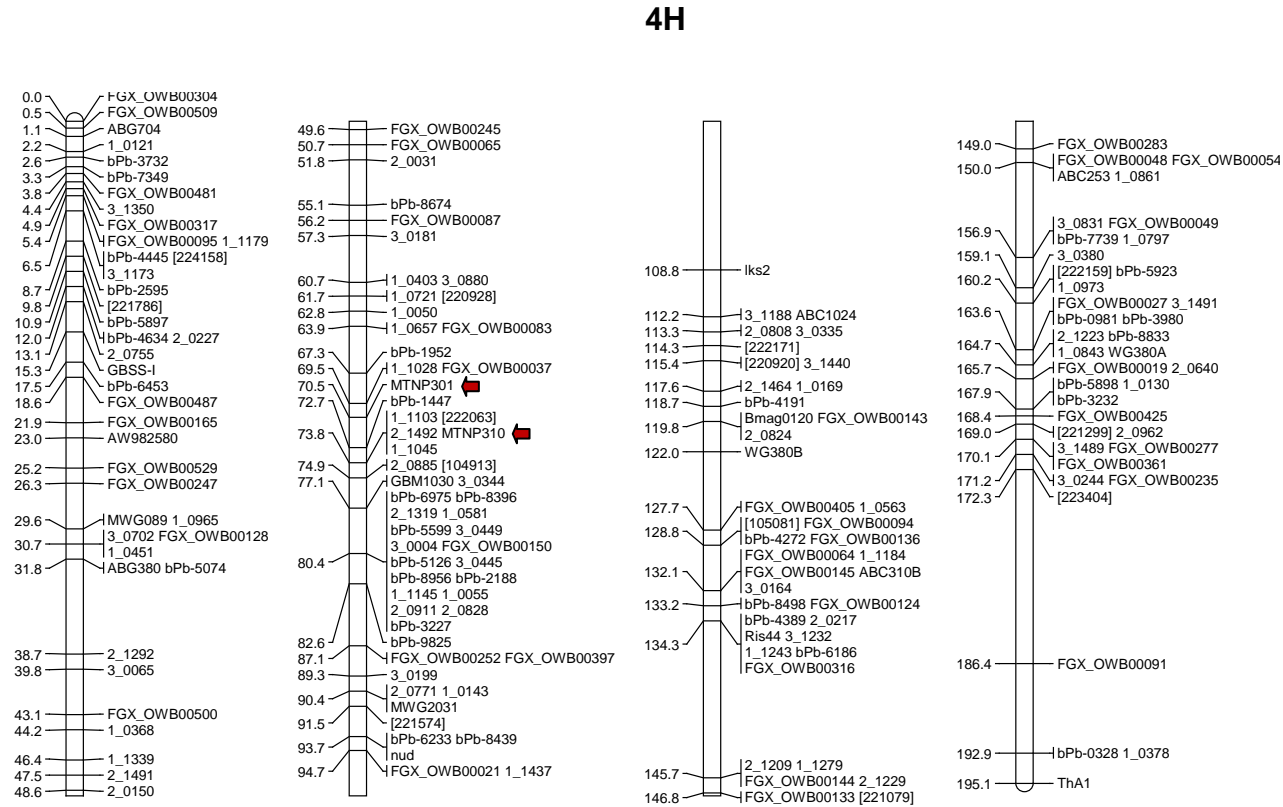 4H
0.0 FGX_OWB00304
0.5 FGX_OWB00509
1.1 ABG704
2.2 1_0121
2.6 bPb-3732
3.3 bPb-7349
3.8 FGX_OWB00481
4.4 3_1350
4.9 FGX_OWB00317
5.4 FGX_OWB00095 1_1179
6.5 bPb-4445 [224158]
3_1173
8.7 bPb-2595
9.8 [221786]
10.9 bPb-5897
12.0 bPb-4634 2_0227
13.1 2_0755
15.3 GBSS-I
17.5 bPb-6453
18.6 FGX_OWB00487
21.9 FGX_OWB00165
23.0 AW982580
25.2 FGX_OWB00529
26.3 FGX_OWB00247
29.6 MWG089 1_0965
30.7 3_0702 FGX_OWB00128
1_0451
31.8 ABG380 bPb-5074
38.7 2_1292
39.8 3_0065
43.1 FGX_OWB00500
44.2 1_0368
46.4 1_1339
47.5 2_1491
48.6 2_0150
49.6 FGX_OWB00245
50.7 FGX_OWB00065
51.8 2_0031
55.1 bPb-8674
56.2 FGX_OWB00087
57.3 3_0181
60.7 1_0403 3_0880
61.7 1_0721 [220928]
62.8 1_0050
63.9 1_0657 FGX_OWB00083
67.3 bPb-1952
69.5 1_1028 FGX_OWB00037
70.5 MTNP301
72.7 bPb-1447
1_1103 [222063]
73.8 2_1492 MTNP310
1_1045
74.9 2_0885 [104913]
77.1 GBM1030 3_0344
bPb-6975 bPb-8396
2_1319 1_0581
bPb-5599 3_0449
3_0004 FGX_OWB00150
80.4 bPb-5126 3_0445
bPb-8956 bPb-2188
1_1145 1_0055
2_0911 2_0828
bPb-3227
82.6 bPb-9825
87.1 FGX_OWB00252 FGX_OWB00397
89.3 3_0199
90.4 2_0771 1_0143
MWG2031
91.5 [221574]
93.7 bPb-6233 bPb-8439
nud
94.7 FGX_OWB00021 1_1437
108.8 lks2
112.2 3_1188 ABC1024
113.3 2_0808 3_0335
114.3 [222171]
115.4 [220920] 3_1440
117.6 2_1464 1_0169
118.7 bPb-4191
119.8 Bmag0120 FGX_OWB00143
2_0824
122.0 WG380B
127.7 FGX_OWB00405 1_0563
128.8 [105081] FGX_OWB00094
bPb-4272 FGX_OWB00136
FGX_OWB00064 1_1184
132.1 FGX_OWB00145 ABC310B
3_0164
133.2 bPb-8498 FGX_OWB00124
bPb-4389 2_0217
134.3 Ris44 3_1232
1_1243 bPb-6186
FGX_OWB00316
145.7 2_1209 1_1279
FGX_OWB00144 2_1229
146.8 FGX_OWB00133 [221079]
149.0 FGX_OWB00283
150.0 FGX_OWB00048 FGX_OWB00054
ABC253 1_0861
156.9 3_0831 FGX_OWB00049
bPb-7739 1_0797
159.1 3_0380
160.2 [222159] bPb-5923
1_0973
163.6 FGX_OWB00027 3_1491
bPb-0981 bPb-3980
164.7 2_1223 bPb-8833
1_0843 WG380A
165.7 FGX_OWB00019 2_0640
167.9 bPb-5898 1_0130
bPb-3232
168.4 FGX_OWB00425
169.0 [221299] 2_0962
170.1 3_1489 FGX_OWB00277
FGX_OWB00361
171.2 3_0244 FGX_OWB00235
172.3 [223404]
186.4 FGX_OWB00091
192.9 bPb-0328 1_0378
195.1 ThA1